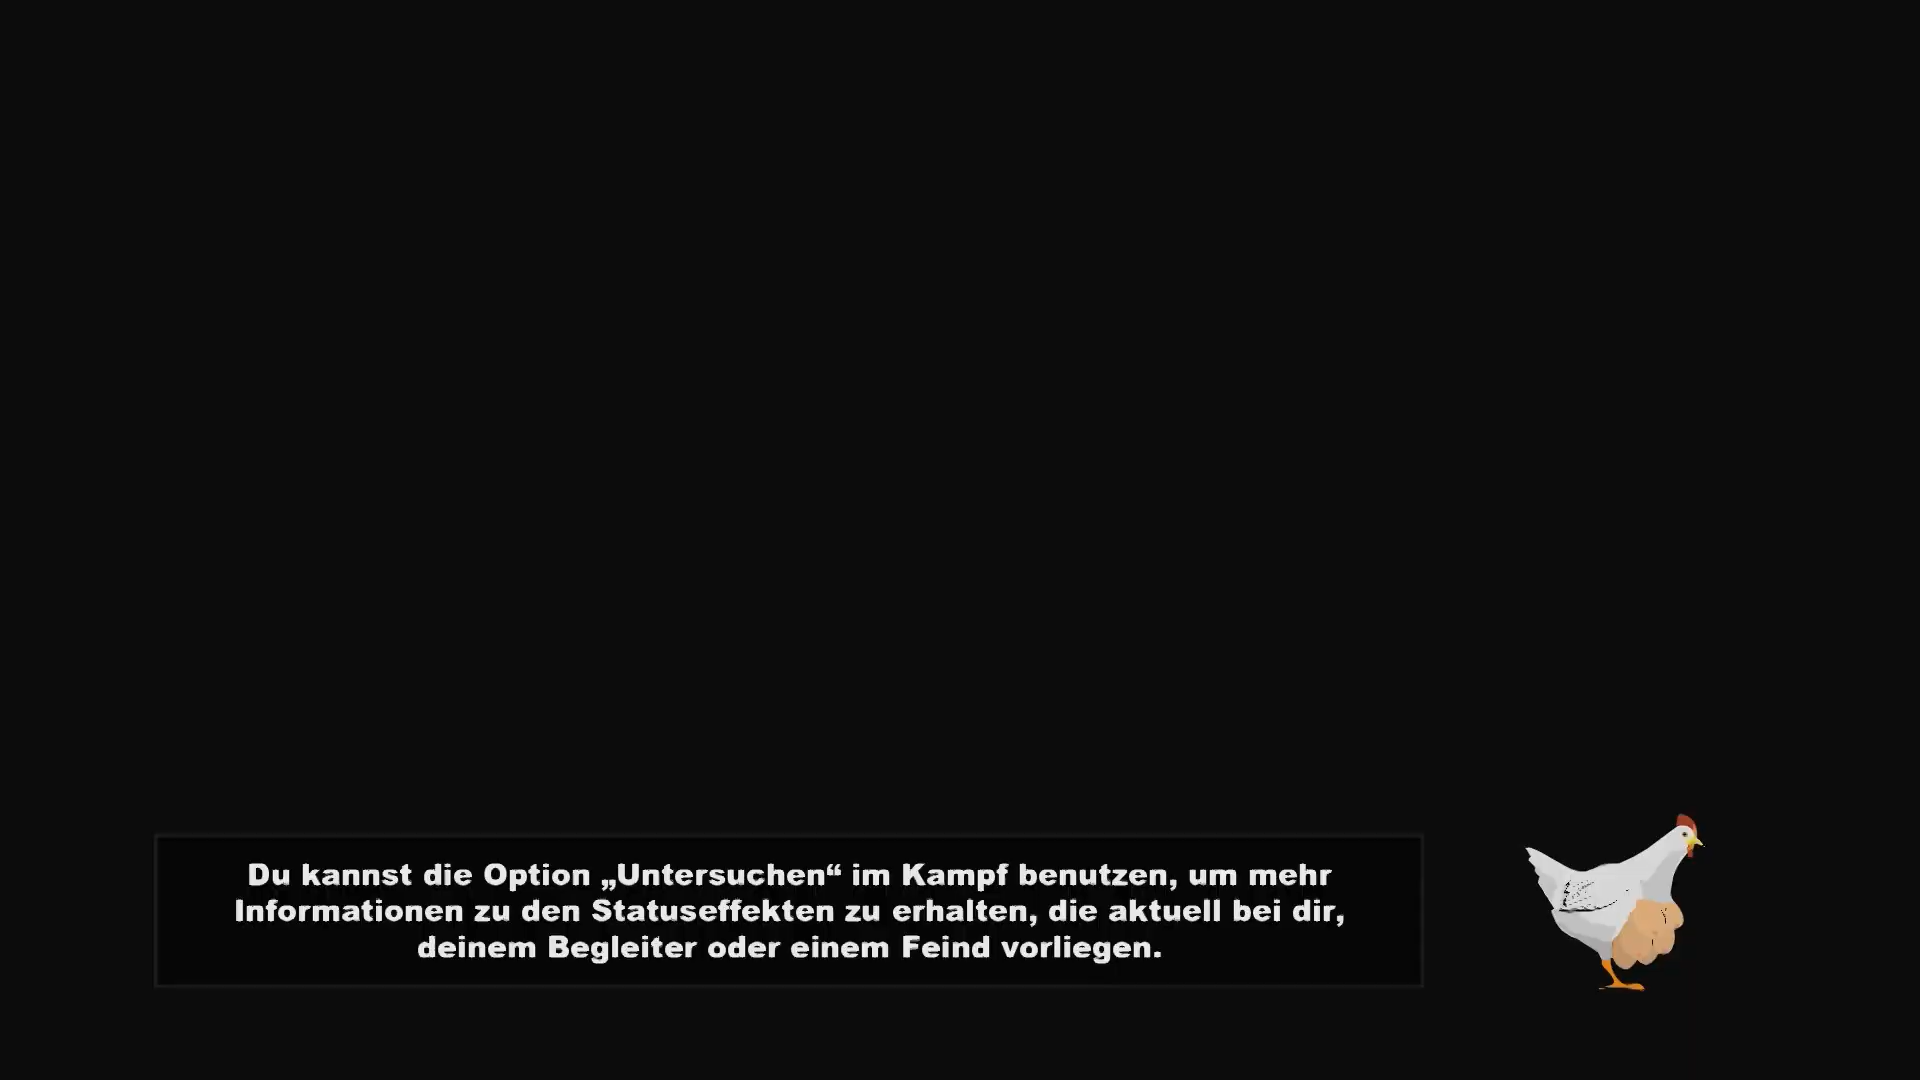 Du kannst die Option „Untersuchen“ im Kampf benutzen, um mehr
Informationen zu den Statuseffekten zu erhalten, die aktuell bei dir,
deinem Begleiter oder einem Feind vorliegen.